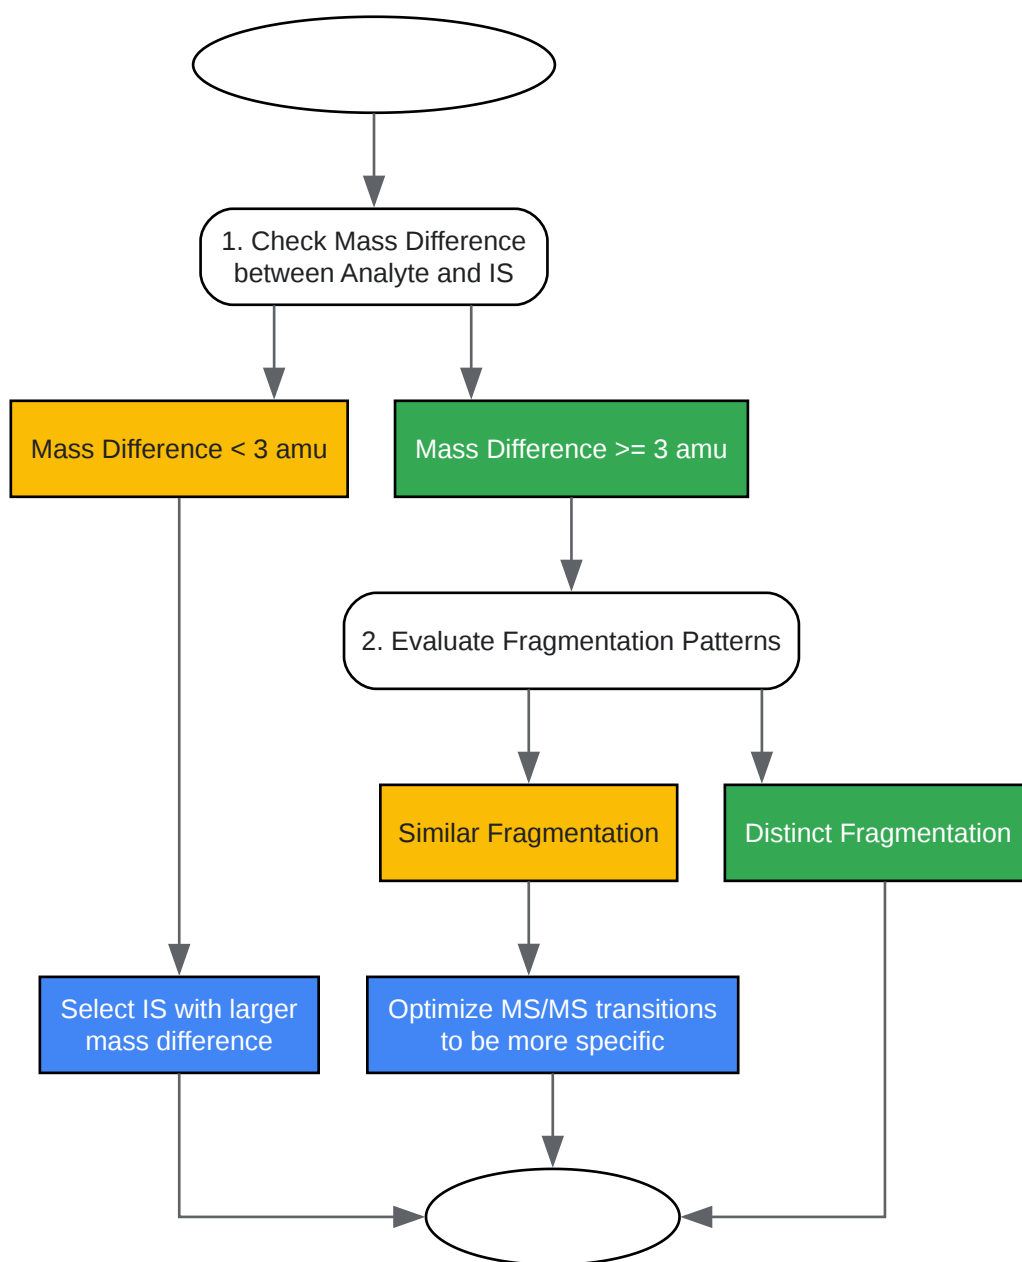 1. Check Mass Difference
between Analyte and IS
Mass Difference < 3 amu
Mass Difference >= 3 amu
2. Evaluate Fragmentation Patterns
Similar Fragmentation
Distinct Fragmentation
Select IS with larger
mass difference
Optimize MS/MS transitions
to be more specific